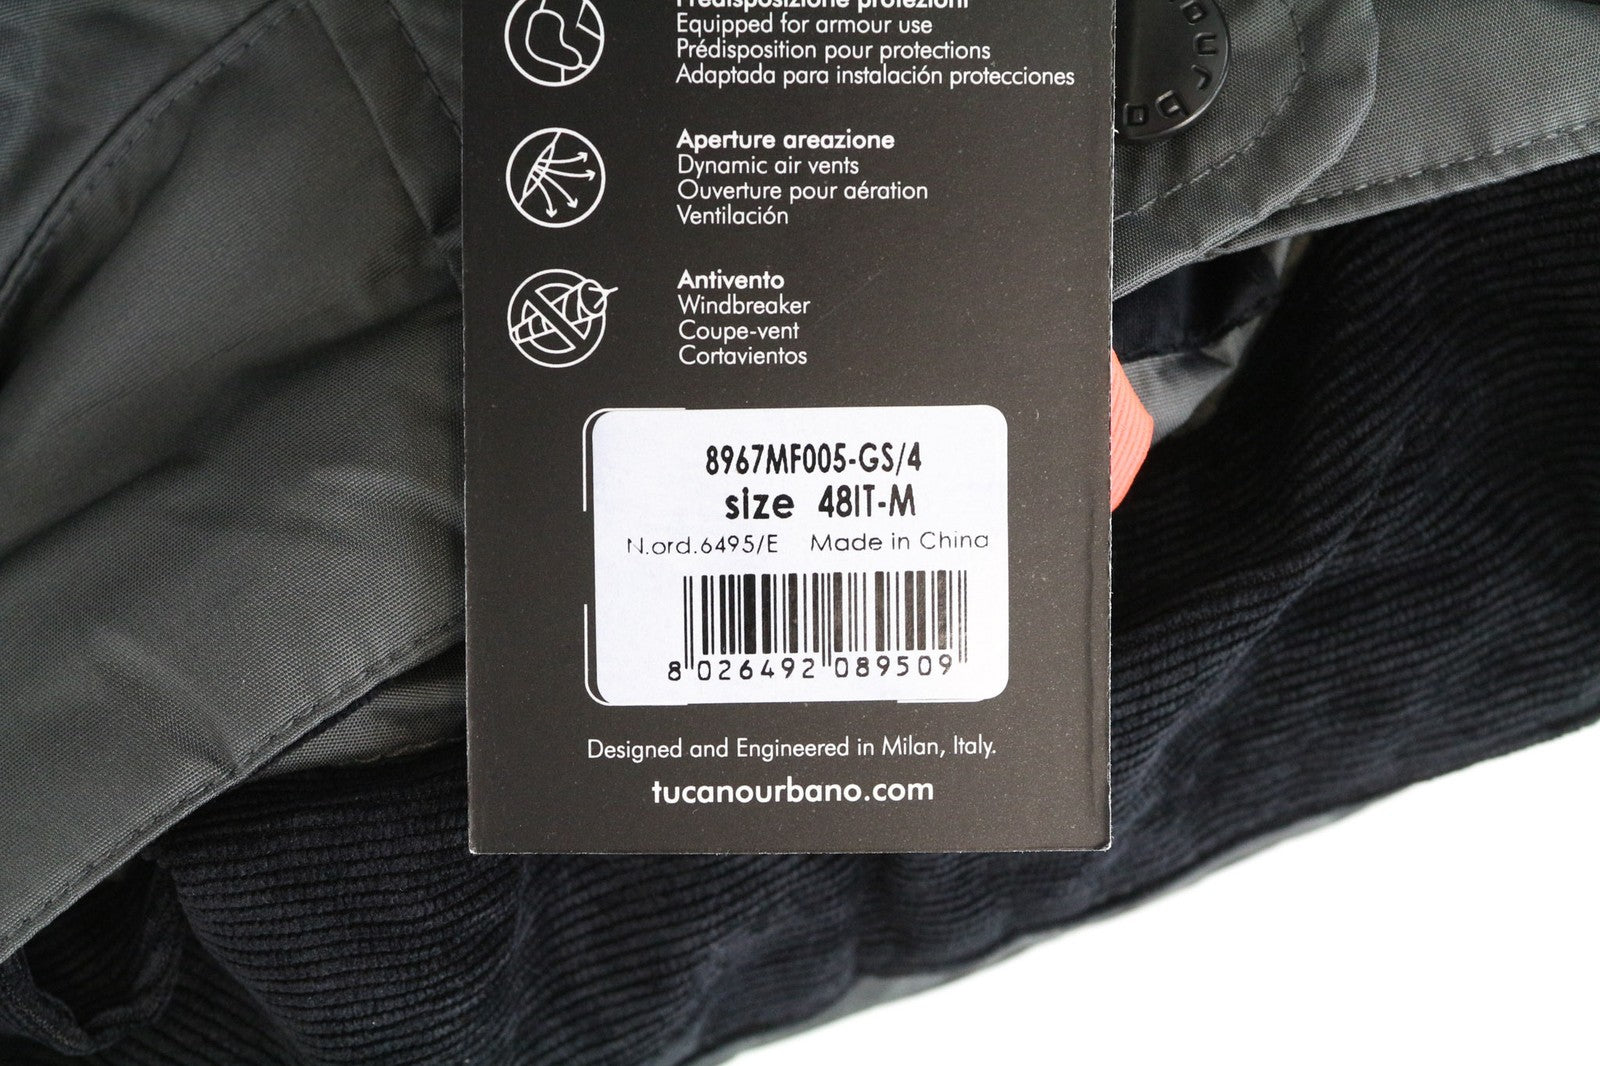 Predisposizione protezioni
Equipped for armour use
Prédisposition pour protections
Adaptada para instalación protecciones
Aperture areazione
Dynamic air vents
Ouverture pour aération
Ventilación
Antivento
Windbreaker
Coupe-vent
Cortavientos
8967MF005-GS/4
size 48IT-M
N.ord.6495/E Made in China
8 026492 089509
Designed and Engineered in Milan, Italy.
tucanourbano.com